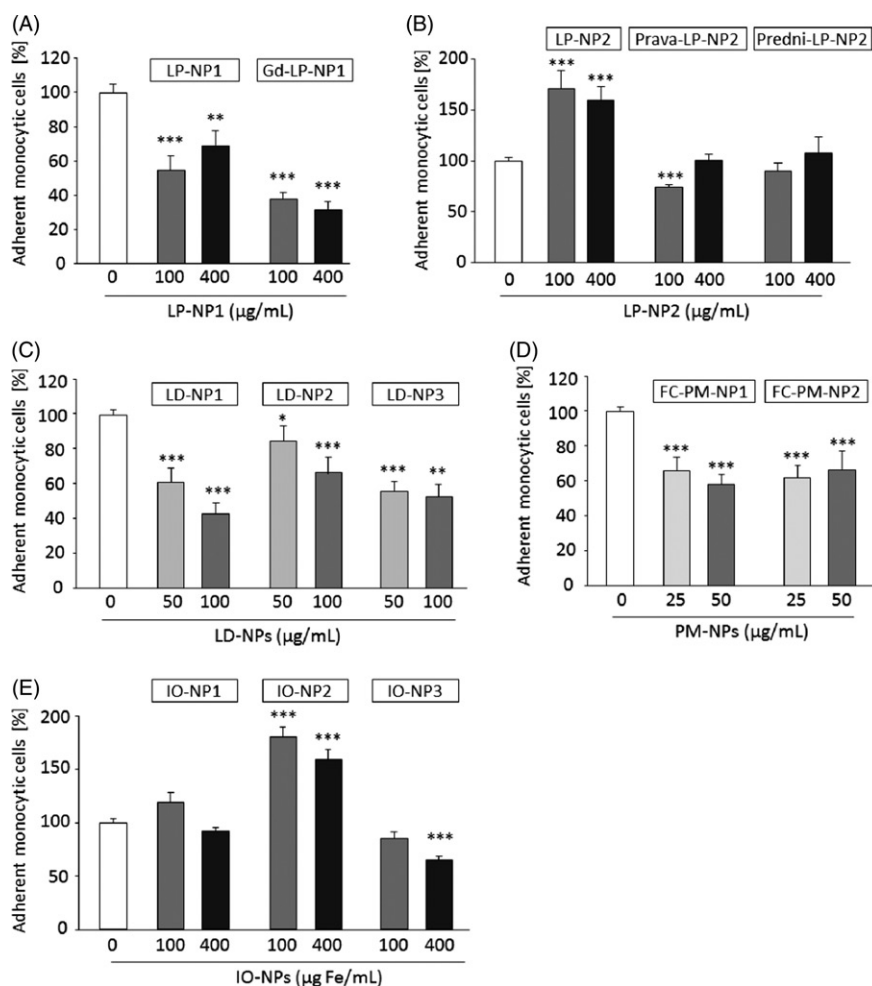 (A)
Adherent monocytic cells [%]
120
100
80
60
40
20
0
LP-NP1 Gd-LP-NP1
*** ** *** ***
0 100 400 100 400
LP-NP1 (µg/mL)
(B)
Adherent monocytic cells [%]
200
150
100
50
0
LP-NP2 Prava-LP-NP2 Predni-LP-NP2
*** *** ***
0 100 400 100 400 100 400
LP-NP2 (µg/mL)
(C)
Adherent monocytic cells [%]
120
100
80
60
40
20
0
LD-NP1 LD-NP2 LD-NP3
*** *** * *** *** **
0 50 100 50 100 50 100
LD-NPs (µg/mL)
(D)
Adherent monocytic cells [%]
120
100
80
60
40
20
0
FC-PM-NP1 FC-PM-NP2
*** *** *** ***
0 25 50 25 50
PM-NPs (µg/mL)
(E)
Adherent monocytic cells [%]
200
150
100
50
0
IO-NP1 IO-NP2 IO-NP3
*** *** ***
0 100 400 100 400 100 400
IO-NPs (µg Fe/mL)